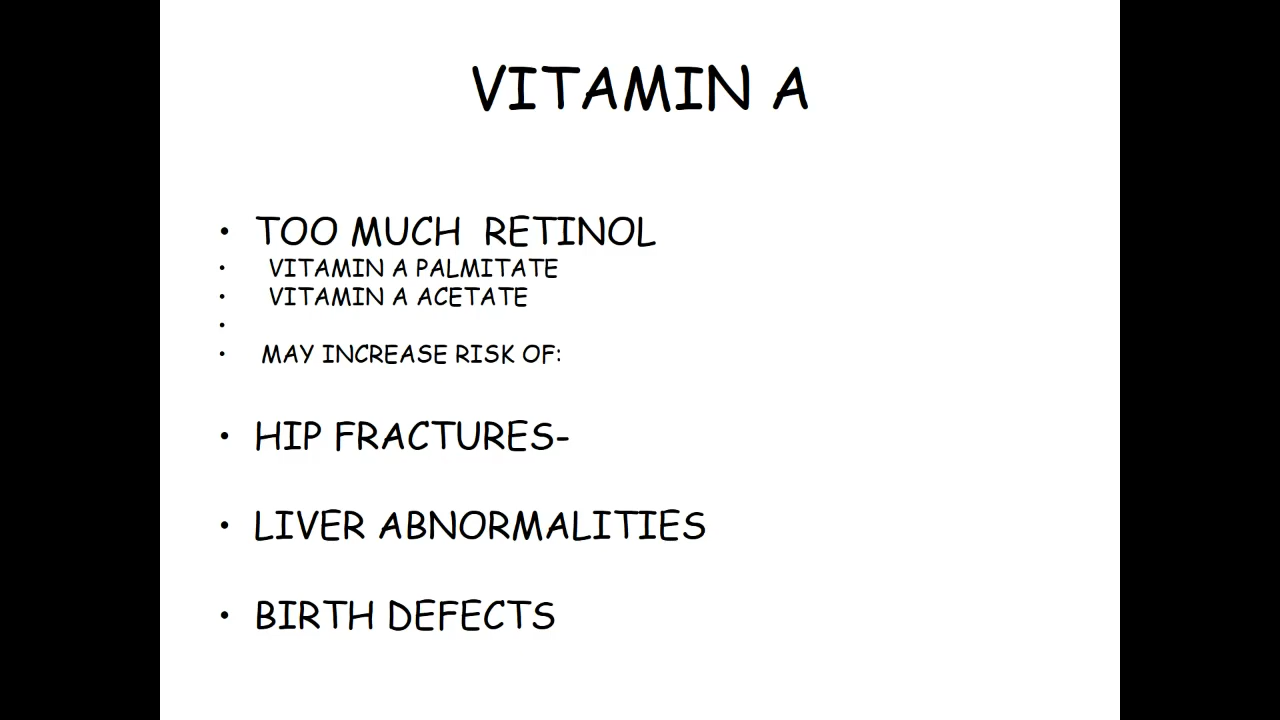 VITAMIN A
• TOO MUCH RETINOL
• VITAMIN A PALMITATE
• VITAMIN A ACETATE
•
• MAY INCREASE RISK OF:
• HIP FRACTURES-
• LIVER ABNORMALITIES
• BIRTH DEFECTS